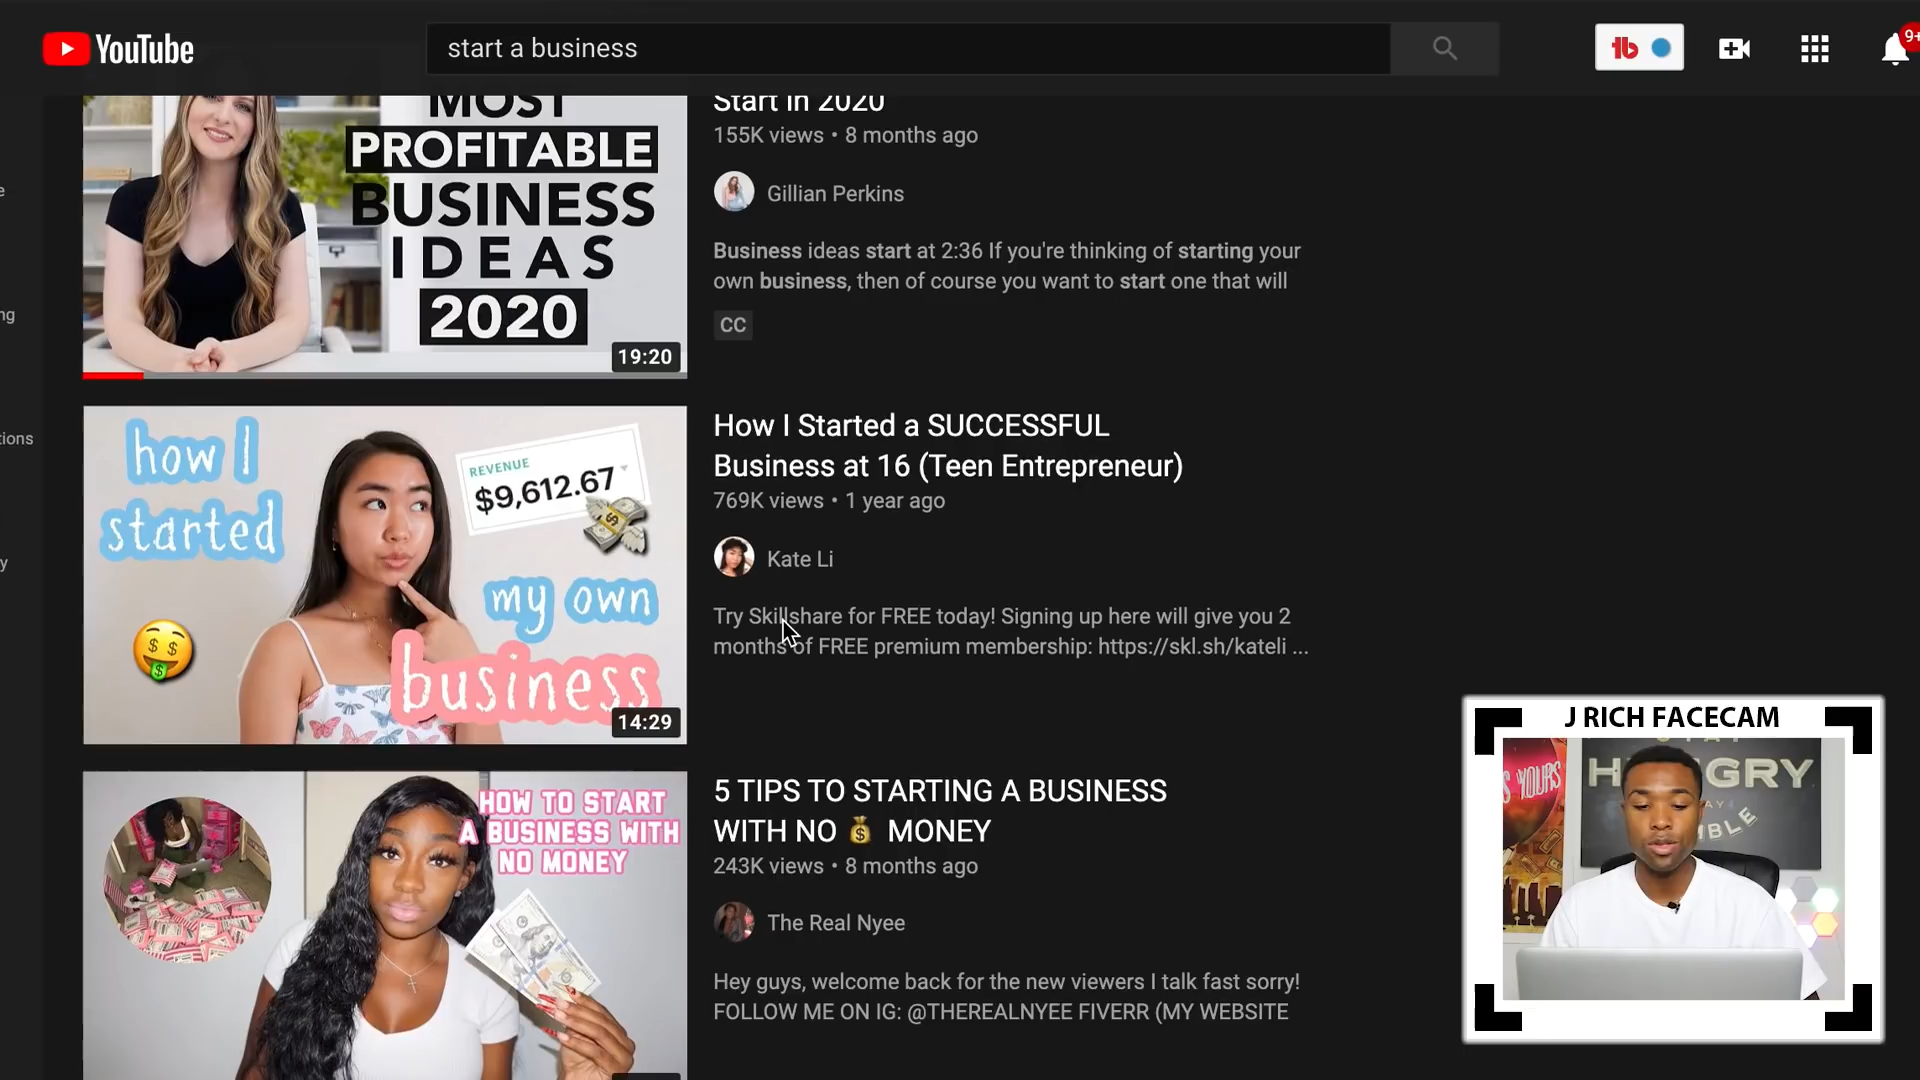 YouTube
start a business
9+
MOST
PROFITABLE
BUSINESS
IDEAS
2020
19:20
Start in 2020
155K views • 8 months ago
Gillian Perkins
Business ideas start at 2:36 If you're thinking of starting your
own business, then of course you want to start one that will
CC
ng
tions
y
how I
started
REVENUE
$9,612.67
my own
business
14:29
How I Started a SUCCESSFUL
Business at 16 (Teen Entrepreneur)
769K views • 1 year ago
Kate Li
Try Skillshare for FREE today! Signing up here will give you 2
months of FREE premium membership: https://skl.sh/kateli ...
HOW TO START
A BUSINESS WITH
NO MONEY
5 TIPS TO STARTING A BUSINESS
WITH NO 💰 MONEY
243K views • 8 months ago
The Real Nyee
Hey guys, welcome back for the new viewers I talk fast sorry!
FOLLOW ME ON IG: @THEREALNYEE FIVERR (MY WEBSITE
J RICH FACECAM
S YOURS
STAY
HUNGRY